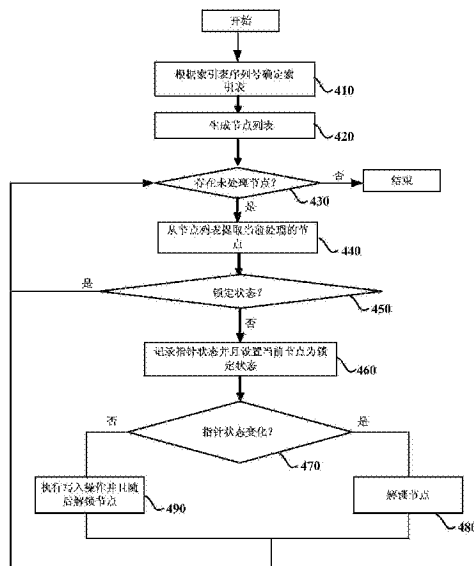 开始
根据索引表序列号确定索
引表
410
生成节点列表
420
存在未处理节点？
否
结束
430
是
从节点列表提取当前处理的节
点
440
是
锁定状态？
450
否
记录指针状态并且设置当前节点为锁
定状态
460
否
指针状态变化？
是
470
执行写入操作并且随
后解锁节点
490
解锁节点
480